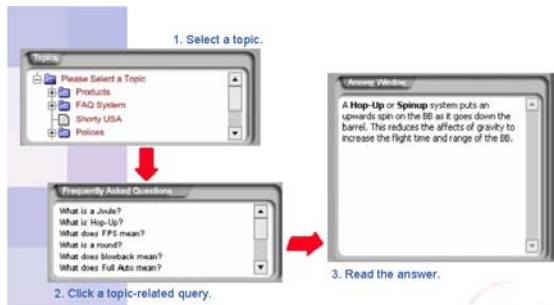 1. Select a topic.
Topics
Please Select a Topic
Products
FAQ System
Shorty USA
Polices
Frequently Asked Questions
What is a Joule?
What is Hop-Up?
What does FPS mean?
What is a round?
What does blowback mean?
What does Full Auto mean?
2. Click a topic-related query.
Answer Window
A Hop-Up or Spinup system puts an
upwards spin on the BB as it goes down the
barrel. This reduces the affects of gravity to
increase the flight time and range of the BB.
3. Read the answer.